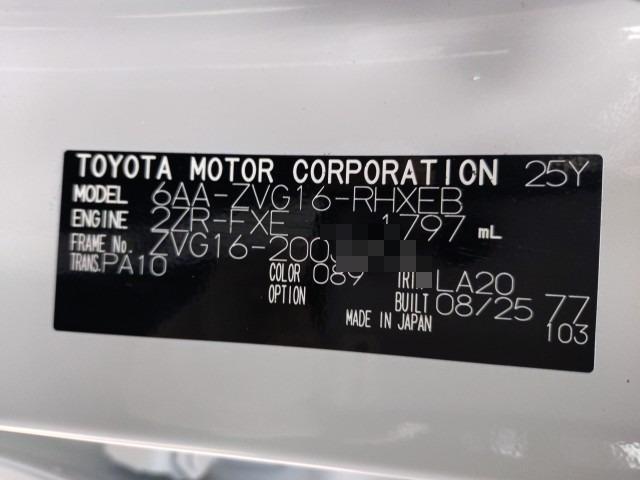 TOYOTA MOTOR CORPORATION 25Y
MODEL 6AA-ZVG16-RHXEB
ENGINE 2ZR-FXE 1797 mL
FRAME No. ZVG16-200
TRANS. PA10 COLOR 089 TRIM LA20
OPTION BUILT 08/25 77
MADE IN JAPAN 103